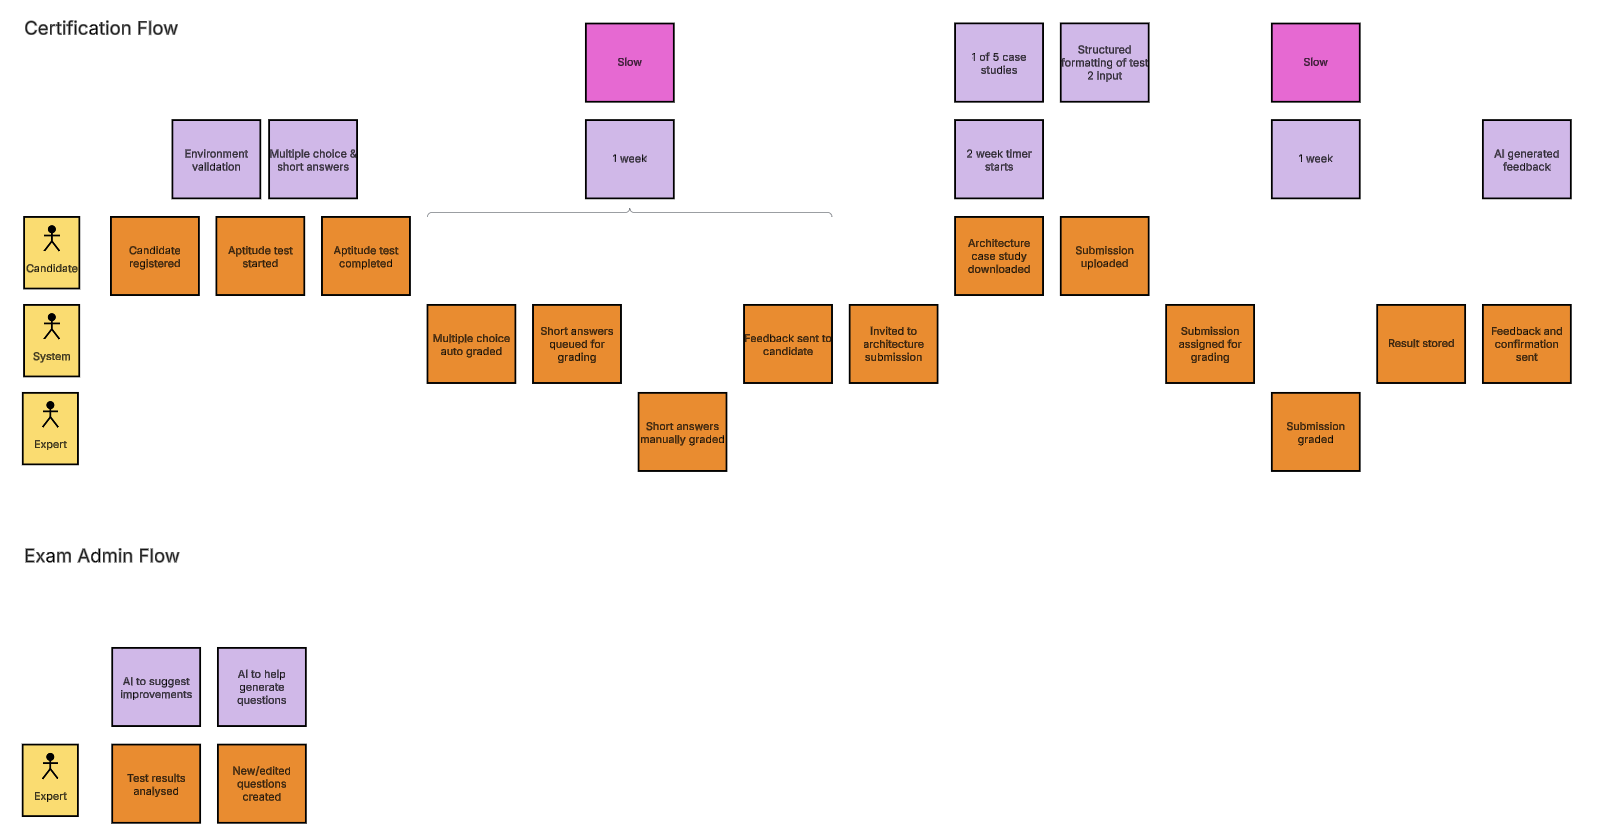 Certification Flow
Slow
1 of 5 case
studies
Structured
formatting of test
2 input
Slow
Environment
validation
Multiple choice &
short answers
1 week
2 week timer
starts
1 week
AI generated
feedback
Candidate
Candidate
registered
Aptitude test
started
Aptitude test
completed
Architecture
case study
downloaded
Submission
uploaded
System
Multiple choice
auto graded
Short answers
queued for
grading
Feedback sent to
candidate
Invited to
architecture
submission
Submission
assigned for
grading
Result stored
Feedback and
confirmation
sent
Expert
Short answers
manually graded
Submission
graded
Exam Admin Flow
AI to suggest
improvements
AI to help
generate
questions
Expert
Test results
analysed
New/edited
questions
created